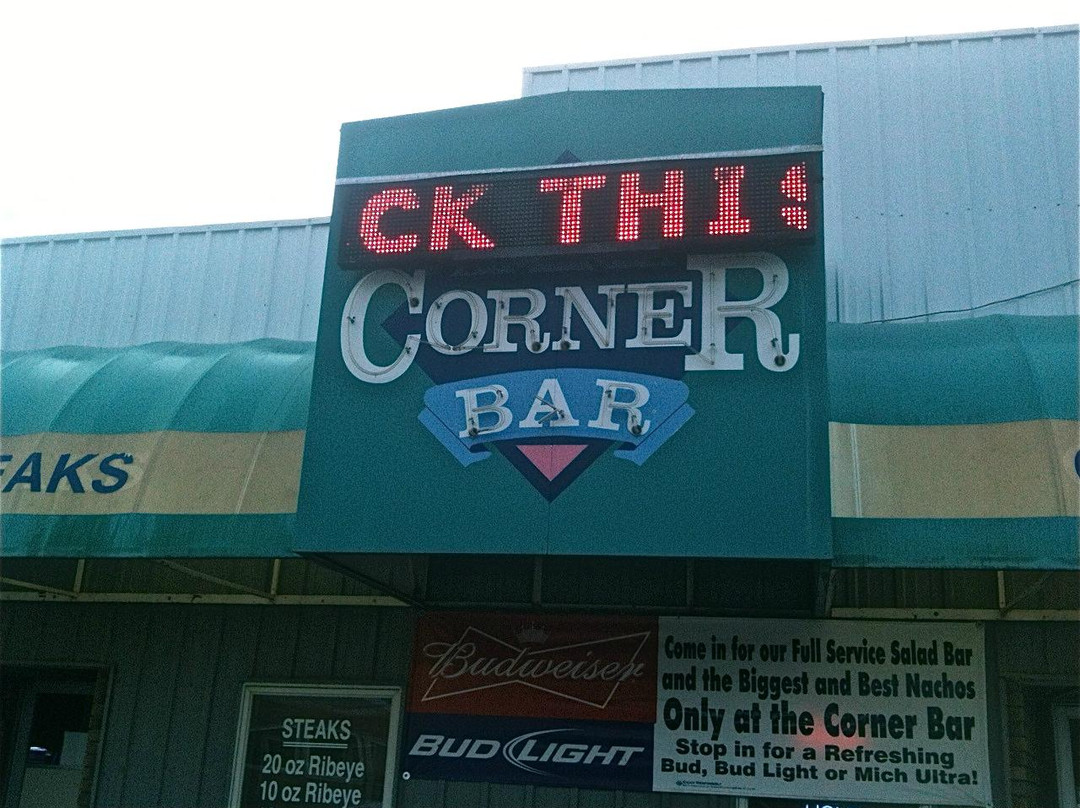 CK THIS
CORNER
BAR
EAKS
Budweiser
BUD LIGHT
Come in for our Full Service Salad Bar
and the Biggest and Best Nachos
Only at the Corner Bar
Stop in for a Refreshing
Bud, Bud Light or Mich Ultra!
STEAKS
20 oz Ribeye
10 oz Ribeye